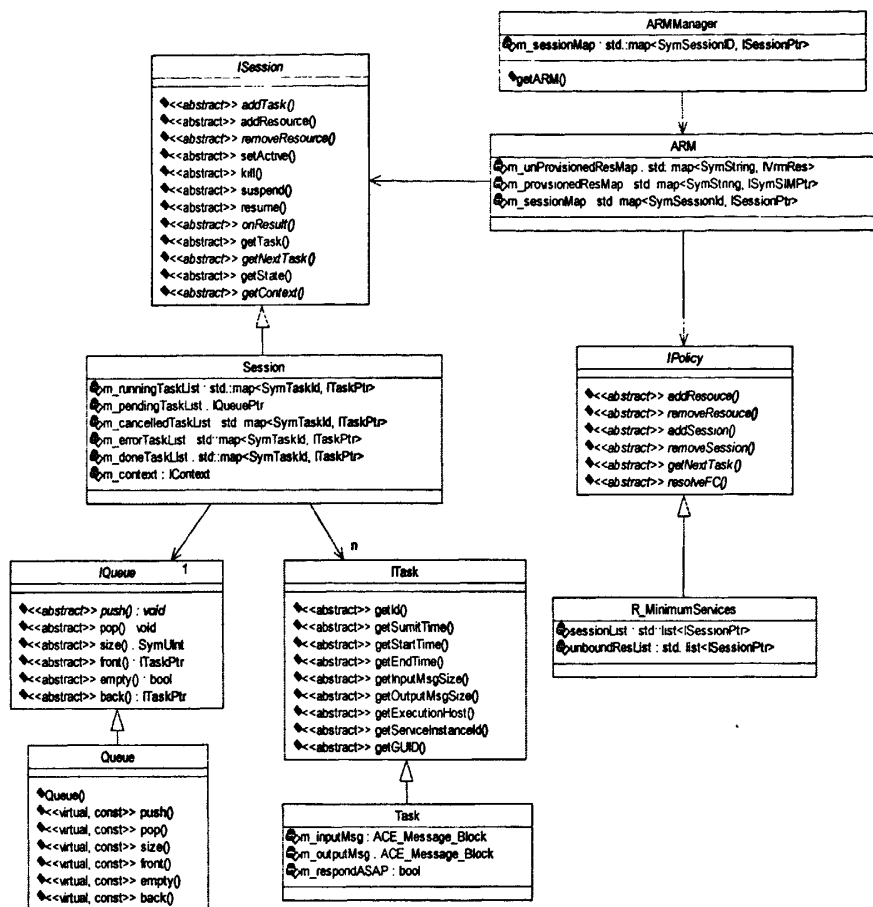 ARMManager
m_sessionMap : std::map<SymSessionID, ISessionPtr>
getARM()
ISession
<<abstract>> addTask()
<<abstract>> addResource()
<<abstract>> removeResource()
<<abstract>> setActive()
<<abstract>> kill()
<<abstract>> suspend()
<<abstract>> resume()
<<abstract>> onResult()
<<abstract>> getTask()
<<abstract>> getNextTask()
<<abstract>> getState()
<<abstract>> getContext()
ARM
m_unProvisionedResMap : std: map<SymString, IVrmRes>
m_provisionedResMap std map<SymString, ISymSIMPtr>
m_sessionMap std map<SymSessionId, ISessionPtr>
Session
m_runningTaskList : std::map<SymTaskId, ITaskPtr>
m_pendingTaskList . IQueuePtr
m_cancelledTaskList std map<SymTaskId, ITaskPtr>
m_errorTaskList std::map<SymTaskId, ITaskPtr>
m_doneTaskList . std::map<SymTaskId, ITaskPtr>
m_context : IContext
IPolicy
<<abstract>> addResouce()
<<abstract>> removeResouce()
<<abstract>> addSession()
<<abstract>> removeSession()
<<abstract>> getNextTask()
<<abstract>> resolveFC()
1
n
IQueue
<<abstract>> push() : void
<<abstract>> pop() void
<<abstract>> size() . SymUInt
<<abstract>> front() : ITaskPtr
<<abstract>> empty() : bool
<<abstract>> back() : ITaskPtr
ITask
<<abstract>> getId()
<<abstract>> getSumitTime()
<<abstract>> getStartTime()
<<abstract>> getEndTime()
<<abstract>> getInputMsgSize()
<<abstract>> getOutputMsgSize()
<<abstract>> getExecutionHost()
<<abstract>> getServiceInstanceId()
<<abstract>> getGUID()
R_MinimumServices
sessionList : std::list<ISessionPtr>
unboundResList : std. list<ISessionPtr>
Queue
Queue()
<<virtual, const>> push()
<<virtual, const>> pop()
<<virtual, const>> size()
<<virtual, const>> front()
<<virtual, const>> empty()
<<virtual, const>> back()
Task
m_inputMsg : ACE_Message_Block
m_outputMsg . ACE_Message_Block
m_respondASAP : bool